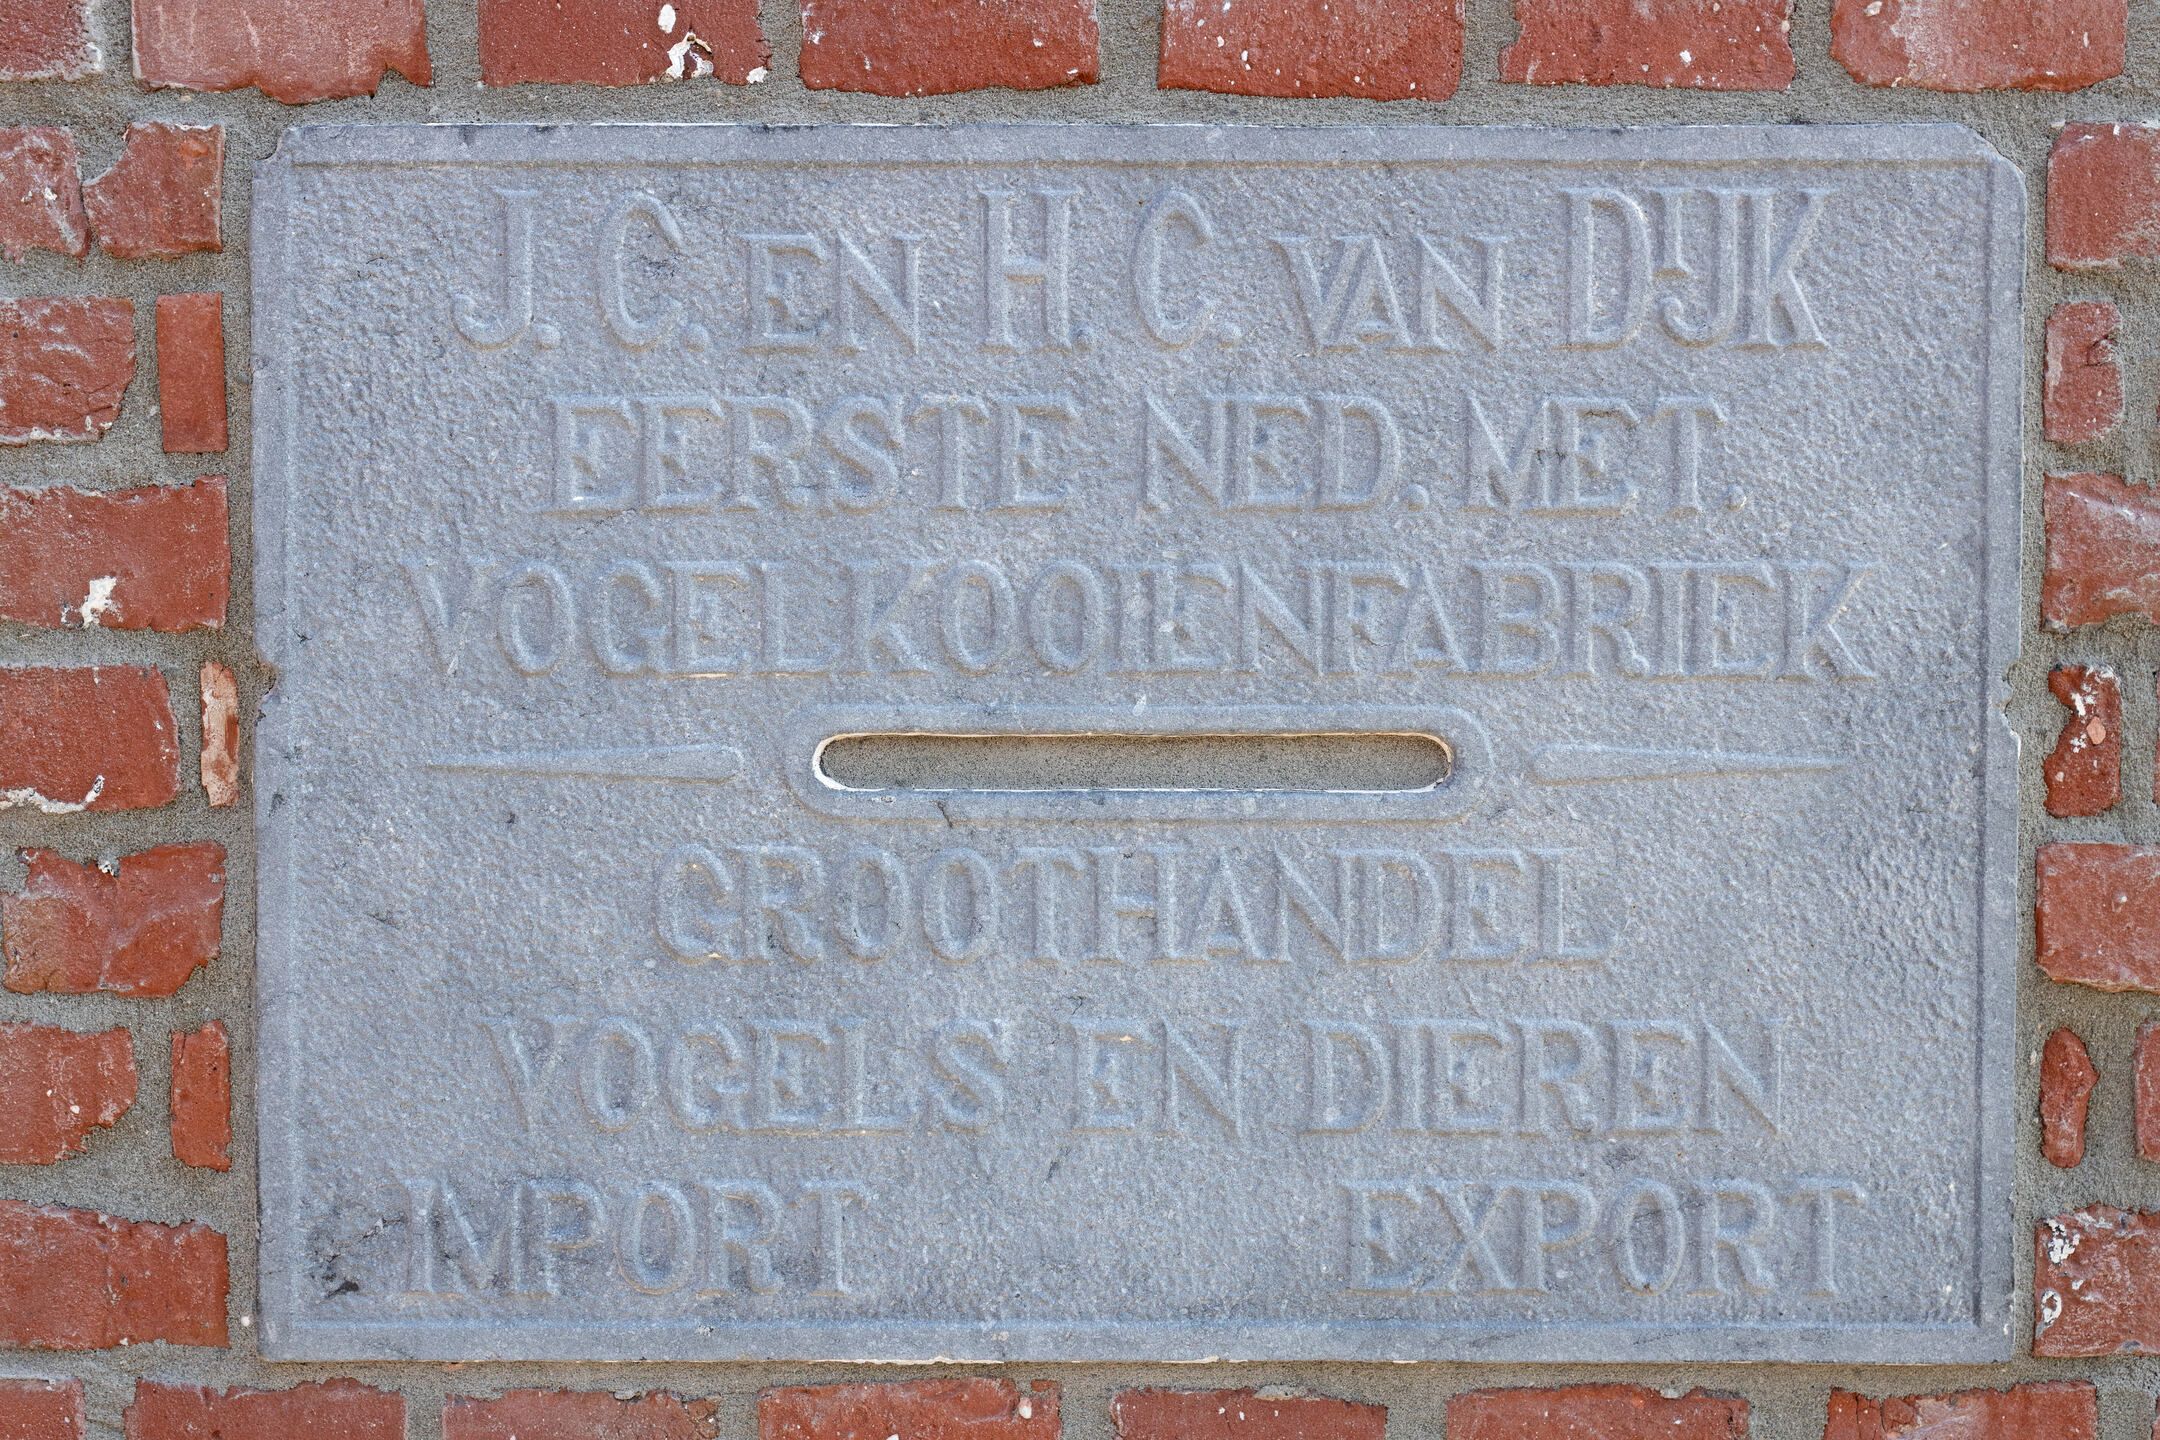 J. C. EN H. C. VAN DIJK
EERSTE NED. MET.
VOGELKOOIENFABRIEK
GROOTHANDEL
VOGELS EN DIEREN
IMPORT EXPORT